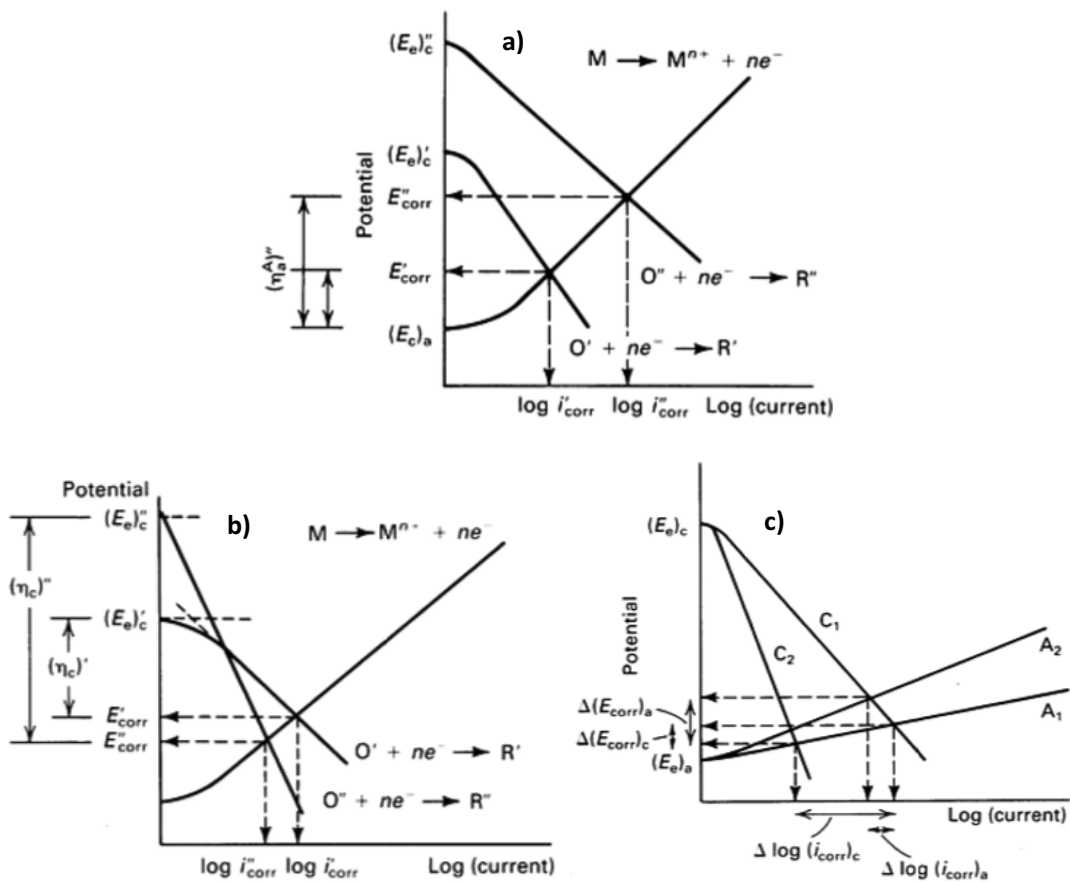 a)
(Eₑ)″c
M → Mⁿ⁺ + ne⁻
(Eₑ)′c
Potential
E″corr
(ηₐᴬ)″
E′corr
O″ + ne⁻ → R″
(E꜀)ₐ
O′ + ne⁻ → R′
log i′corr
log i″corr
Log (current)
Potential
b)
(Eₑ)″c
M → Mⁿ⁻ + ne⁻
(ηc)″
(Eₑ)′c
(ηc)′
E′corr
E″corr
O′ + ne⁻ → R′
O″ + ne⁻ → R″
log i″corr
log i′corr
Log (current)
c)
(Eₑ)c
Potential
C₁
C₂
A₂
A₁
Δ(Ecorr)ₐ
Δ(Ecorr)c
(Eₑ)ₐ
Log (current)
Δ log (icorr)c
Δ log (icorr)ₐ